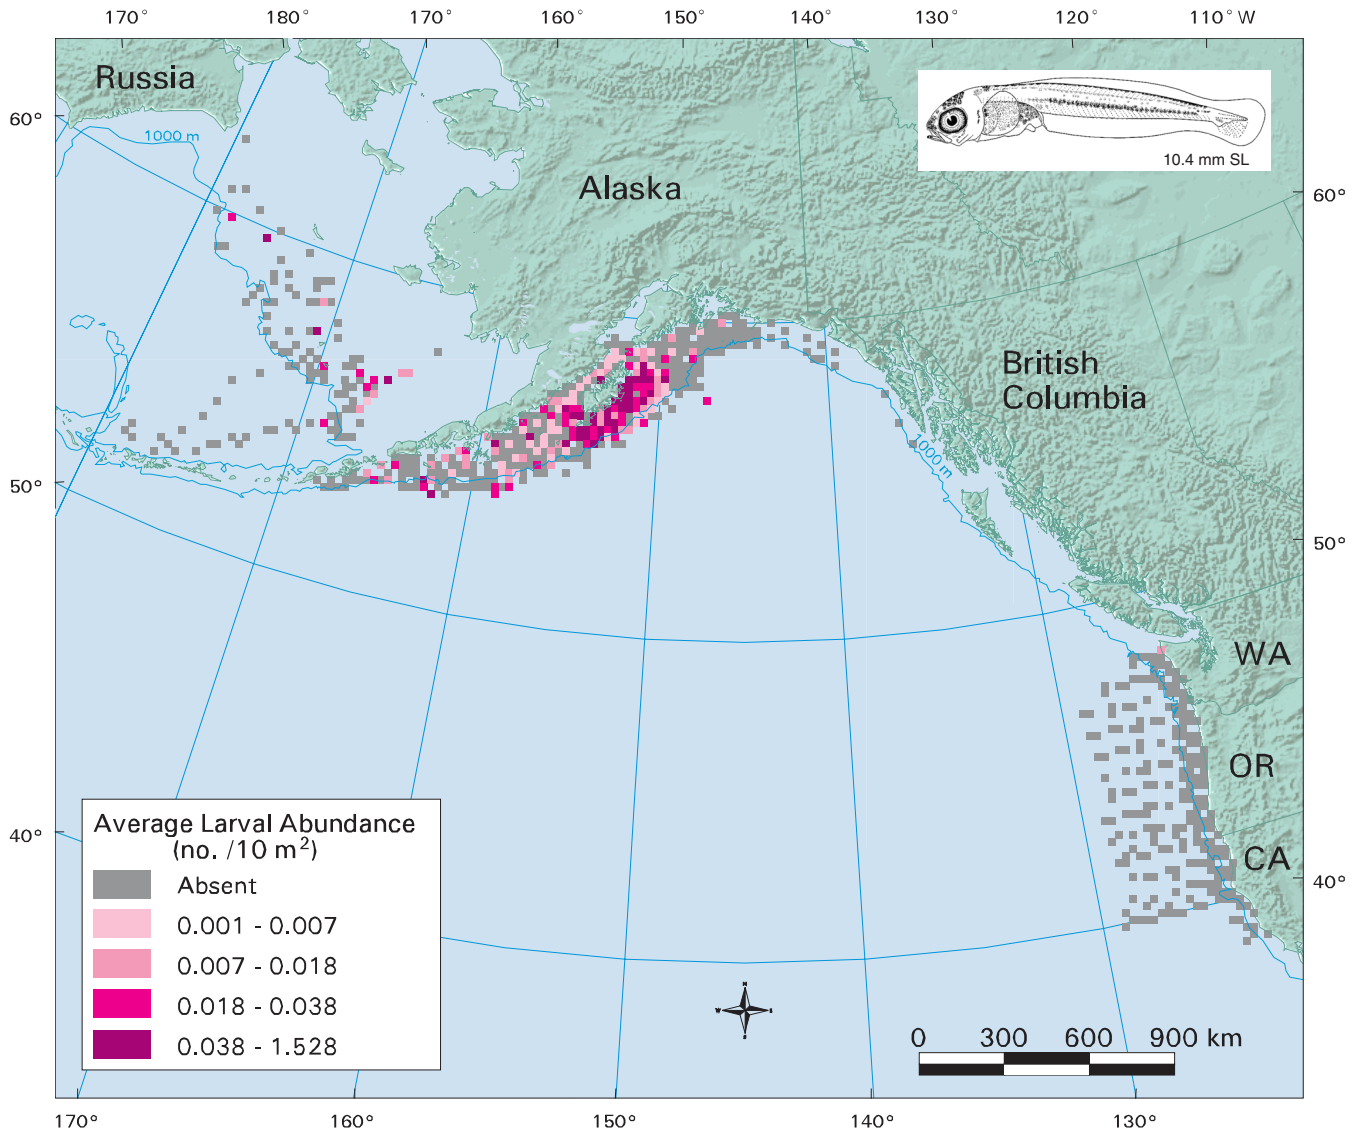 170°
180°
170°
160°
150°
140°
130°
120°
110° W
Russia
60°
1000 m
10.4 mm SL
Alaska
60°
British
Columbia
1000 m
50°
50°
WA
OR
CA
40°
40°
Average Larval Abundance
(no. /10 m²)
Absent
0.001 - 0.007
0.007 - 0.018
0.018 - 0.038
0.038 - 1.528
N
W
S
0 300 600 900 km
170°
160°
150°
140°
130°